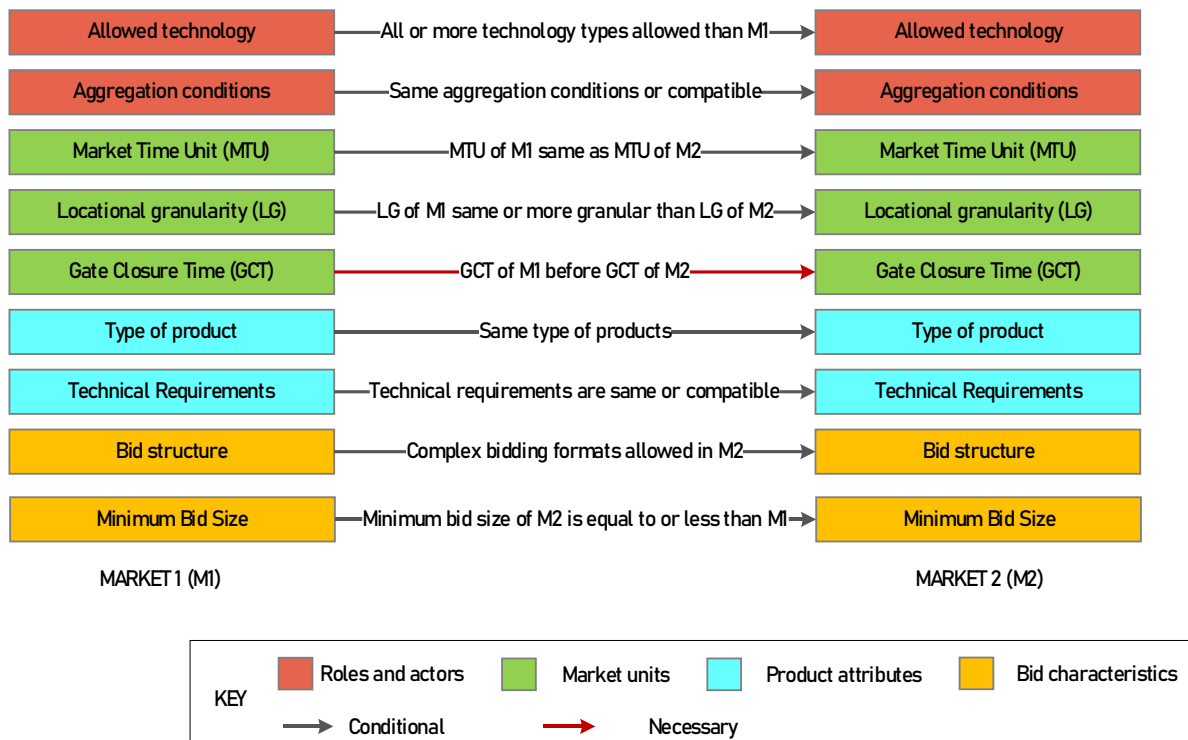 Allowed technology All or more technology types allowed than M1 Allowed technology
Aggregation conditions Same aggregation conditions or compatible Aggregation conditions
Market Time Unit (MTU) MTU of M1 same as MTU of M2 Market Time Unit (MTU)
Locational granularity (LG) LG of M1 same or more granular than LG of M2 Locational granularity (LG)
Gate Closure Time (GCT) GCT of M1 before GCT of M2 Gate Closure Time (GCT)
Type of product Same type of products Type of product
Technical Requirements Technical requirements are same or compatible Technical Requirements
Bid structure Complex bidding formats allowed in M2 Bid structure
Minimum Bid Size Minimum bid size of M2 is equal to or less than M1 Minimum Bid Size
MARKET 1 (M1) MARKET 2 (M2)
KEY
Roles and actors Market units Product attributes Bid characteristics
Conditional Necessary